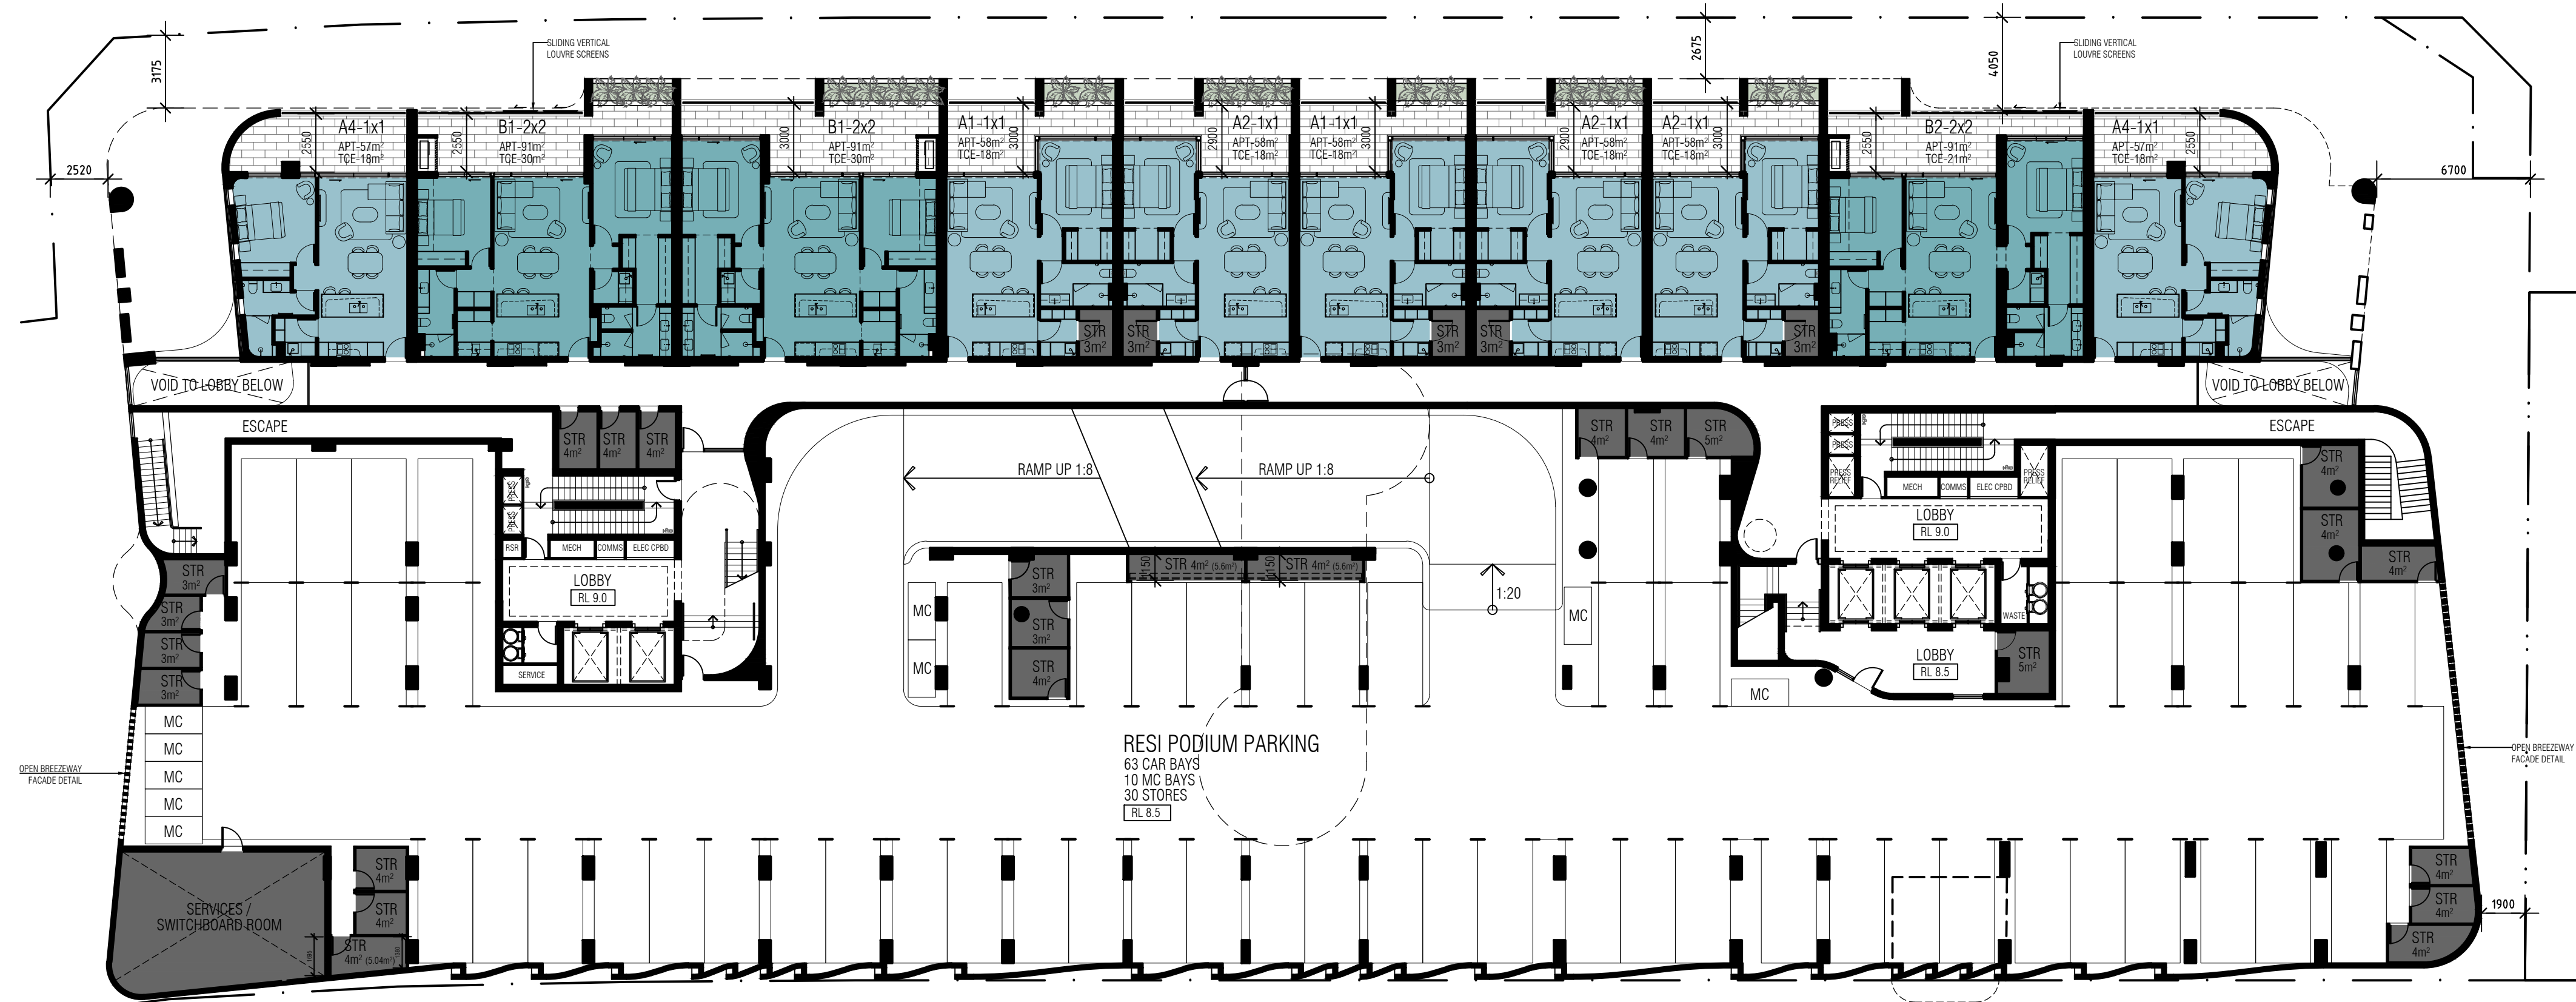 SLIDING VERTICAL
LOUVRE SCREENS
SLIDING VERTICAL
LOUVRE SCREENS
3175
2675
4050
2520
6700
2550
A4-1x1
APT-57m²
TCE-18m²
2550
B1-2x2
APT-91m²
TCE-30m²
3000
B1-2x2
APT-91m²
TCE-30m²
A1-1x1
APT-58m²
TCE-18m²
3000
2900
A2-1x1
APT-58m²
TCE-18m²
A1-1x1
APT-58m²
TCE-18m²
3000
2900
A2-1x1
APT-58m²
TCE-18m²
A2-1x1
APT-58m²
TCE-18m²
3000
2550
B2-2x2
APT-91m²
TCE-21m²
A4-1x1
APT-57m²
TCE-18m²
2550
STR
3m²
STR
3m²
STR
3m²
STR
3m²
STR
3m²
VOID TO LOBBY BELOW
VOID TO LOBBY BELOW
ESCAPE
ESCAPE
STR
4m²
STR
4m²
STR
4m²
STR
4m²
STR
4m²
STR
5m²
RAMP UP 1:8
RAMP UP 1:8
PRESS
PRESS
PRESS
RELIEF
PRESS
RELIEF
MECH
COMMS
ELEC CPBD
STR
4m²
STR
4m²
STR
4m²
PRESS
PRESS
RSR
MECH
COMMS
ELEC CPBD
LOBBY
RL 9.0
LOBBY
RL 9.0
STR
3m²
STR
3m²
STR
3m²
STR
3m²
SERVICE
MC
MC
STR
3m²
STR
3m²
STR
4m²
1150
STR 4m² (5.6m²)
1150
STR 4m² (5.6m²)
1:20
MC
WASTE
LOBBY
RL 8.5
STR
5m²
MC
MC
MC
MC
MC
MC
OPEN BREEZEWAY
FACADE DETAIL
OPEN BREEZEWAY
FACADE DETAIL
RESI PODIUM PARKING
63 CAR BAYS
10 MC BAYS
30 STORES
RL 8.5
SERVICES /
SWITCHBOARD ROOM
STR
4m²
STR
4m²
STR
4m² (5.04m²)
STR
4m²
STR
4m²
STR
4m²
1900